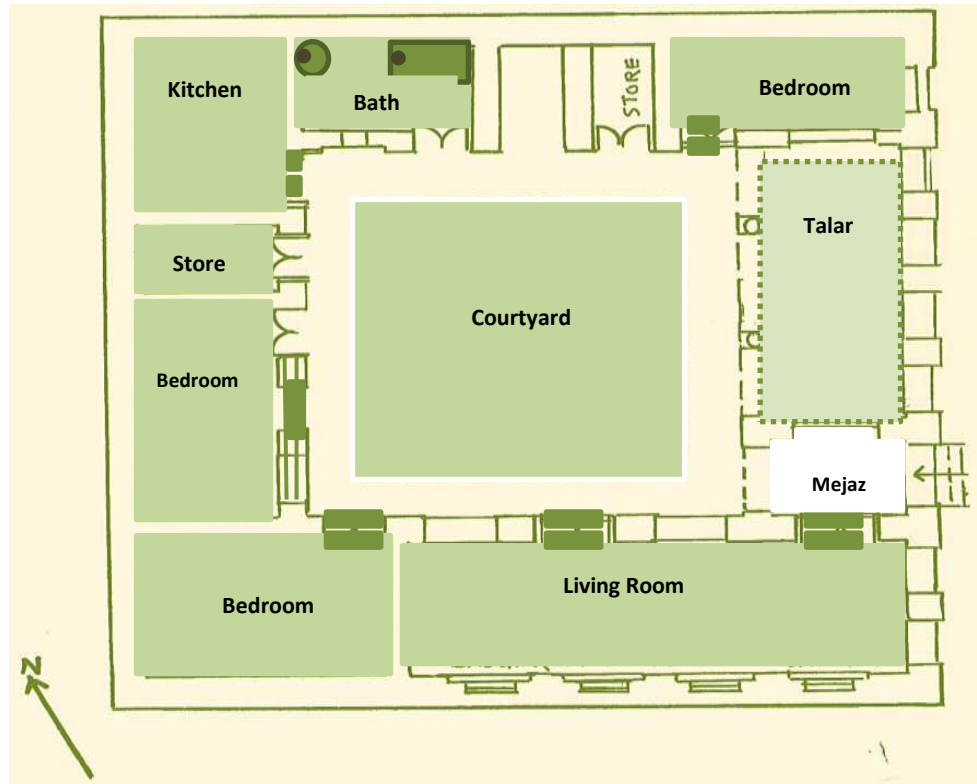 Kitchen
Bath
STORE
Bedroom
Talar
Store
Courtyard
Bedroom
Mejaz
Bedroom
Living Room
N